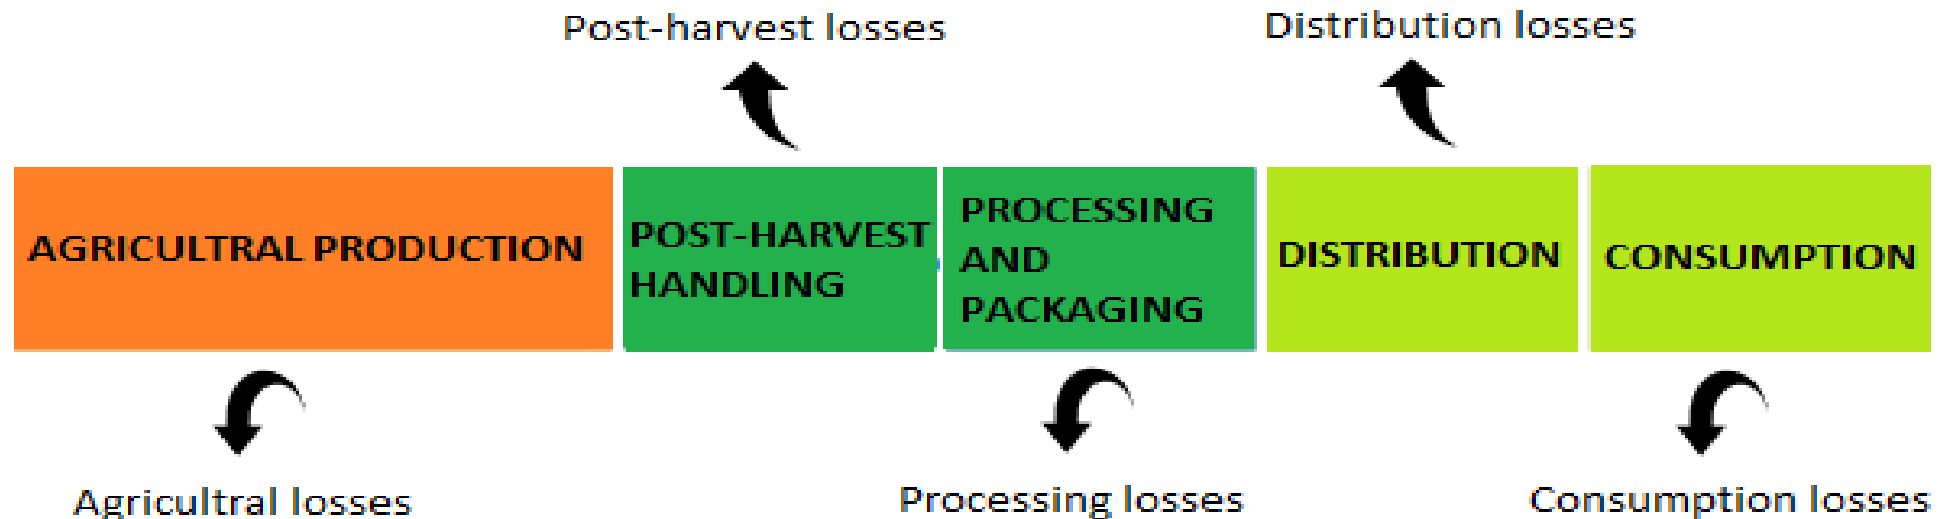 Post-harvest losses
Distribution losses
AGRICULTRAL PRODUCTION
POST-HARVEST
HANDLING
PROCESSING
AND
PACKAGING
DISTRIBUTION
CONSUMPTION
Agricultral losses
Processing losses
Consumption losses